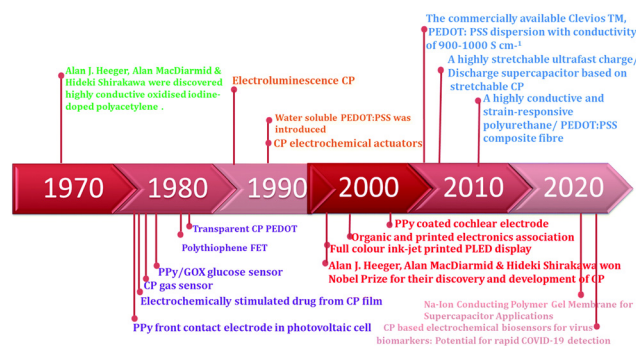 The commercially available Clevios TM,
PEDOT: PSS dispersion with conductivity
of 900-1000 S cm⁻¹
Alan J. Heeger, Alan MacDiarmid &
Hideki Shirakawa were discovered
highly conductive oxidised iodine-
doped polyacetylene .
Electroluminescence CP
A highly stretchable ultrafast charge/
Discharge supercapacitor based on
stretchable CP
Water soluble PEDOT:PSS was
introduced
CP electrochemical actuators
A highly conductive and
strain-responsive
polyurethane/ PEDOT:PSS
composite fibre
1970
1980
1990
2000
2010
2020
Transparent CP PEDOT
Polythiophene FET
PPy/GOX glucose sensor
CP gas sensor
Electrochemically stimulated drug from CP film
PPy front contact electrode in photovoltaic cell
PPy coated cochlear electrode
Organic and printed electronics association
Full colour ink-jet printed PLED display
Alan J. Heeger, Alan MacDiarmid & Hideki Shirakawa won
Nobel Prize for their discovery and development of CP
Na-Ion Conducting Polymer Gel Membrane for
Supercapacitor Applications
CP based electrochemical biosensors for virus
biomarkers: Potential for rapid COVID-19 detection